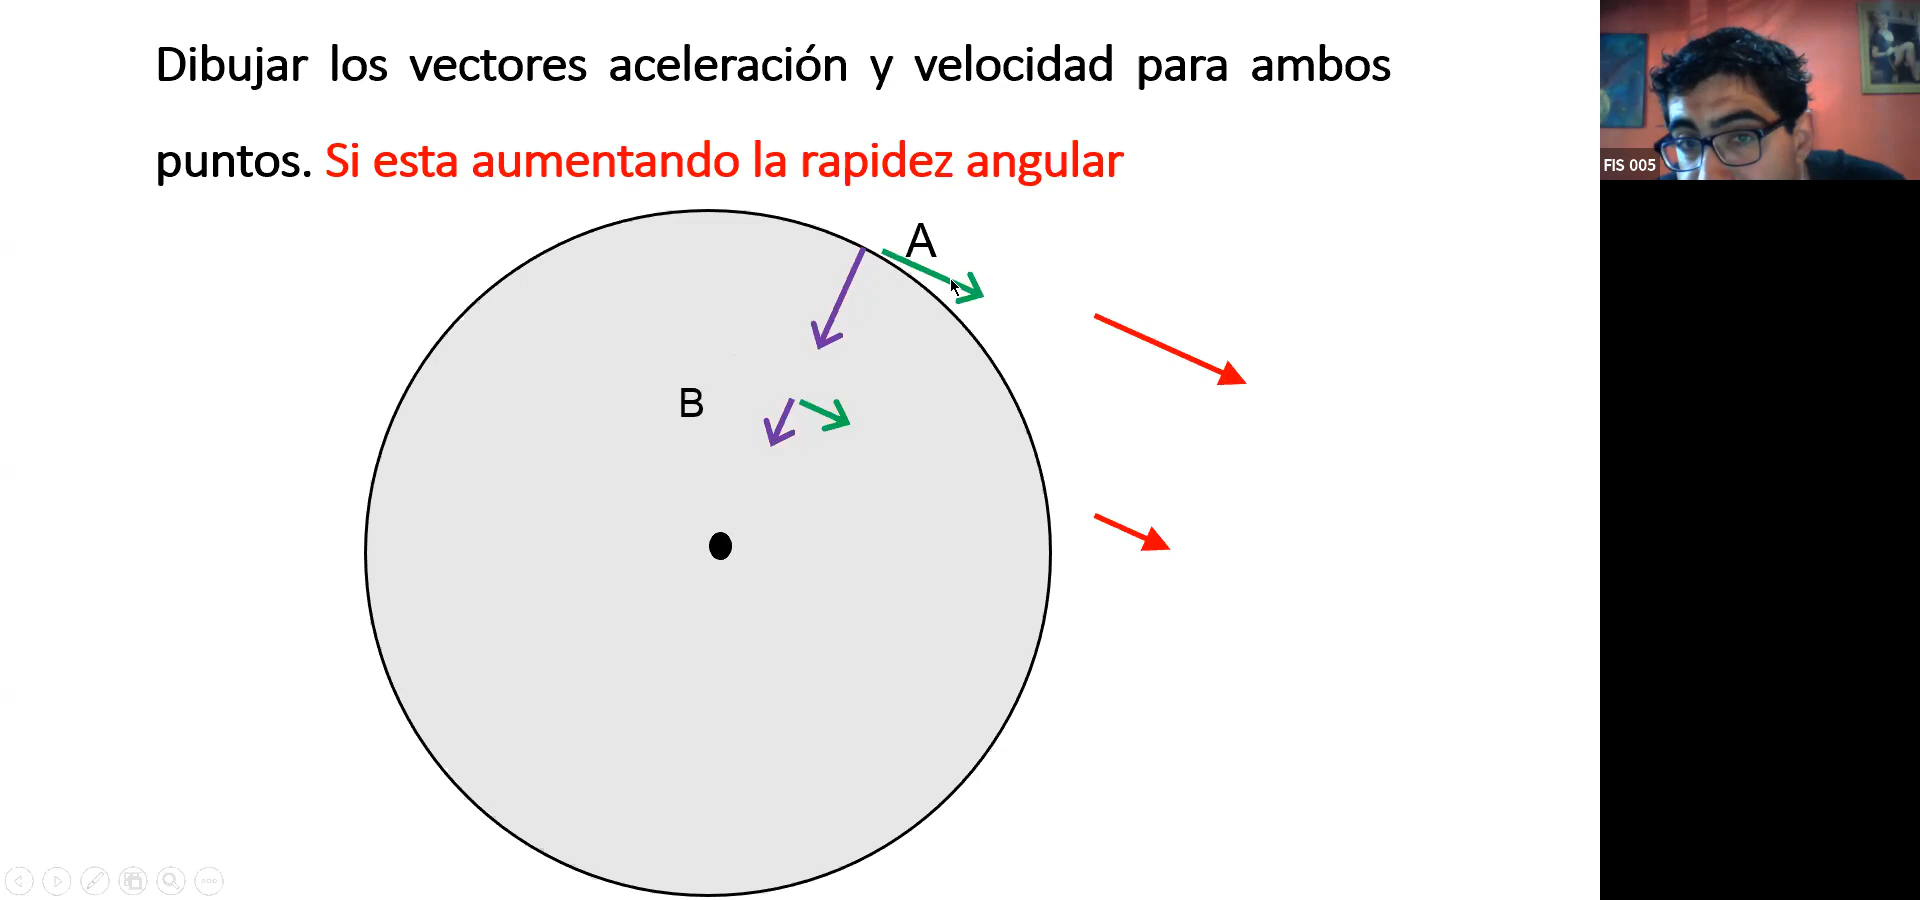 Dibujar los vectores aceleración y velocidad para ambos
puntos. Si esta aumentando la rapidez angular
A
B
FIS 005